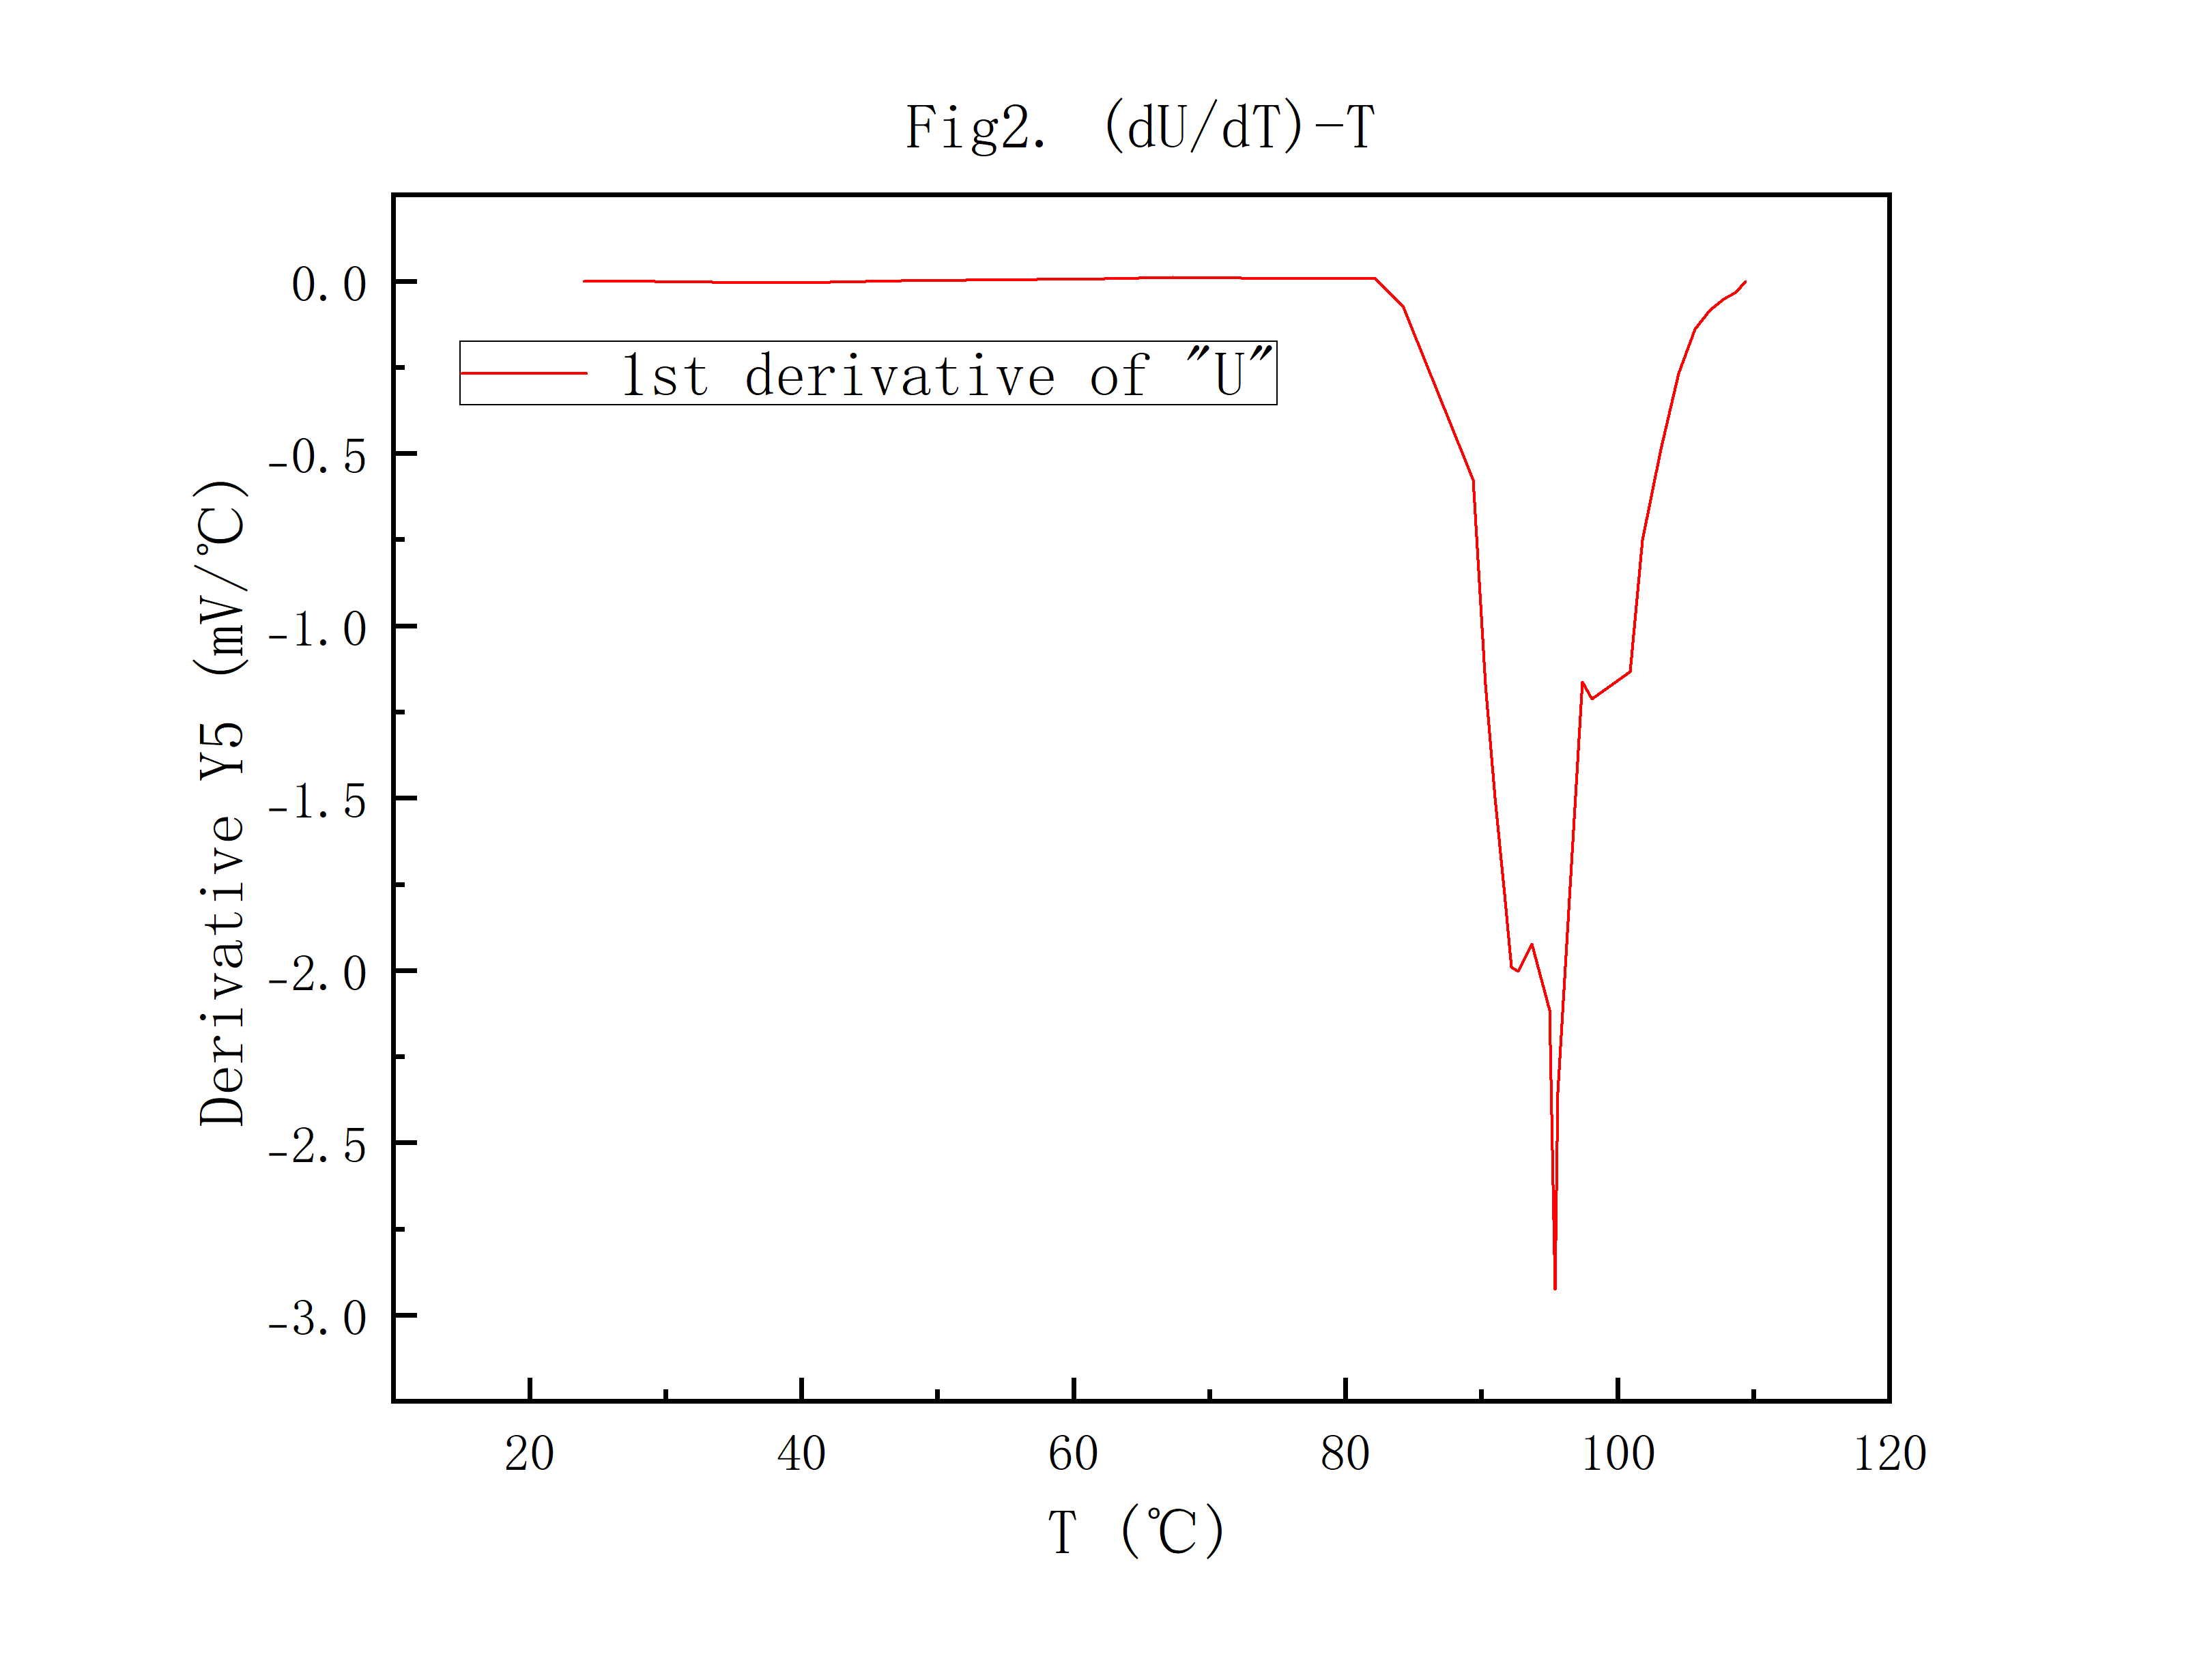 Fig2. (dU/dT)-T
1st derivative of "U"
Derivative Y5 (mV/℃)
0.0
-0.5
-1.0
-1.5
-2.0
-2.5
-3.0
20 40 60 80 100 120
T (℃)